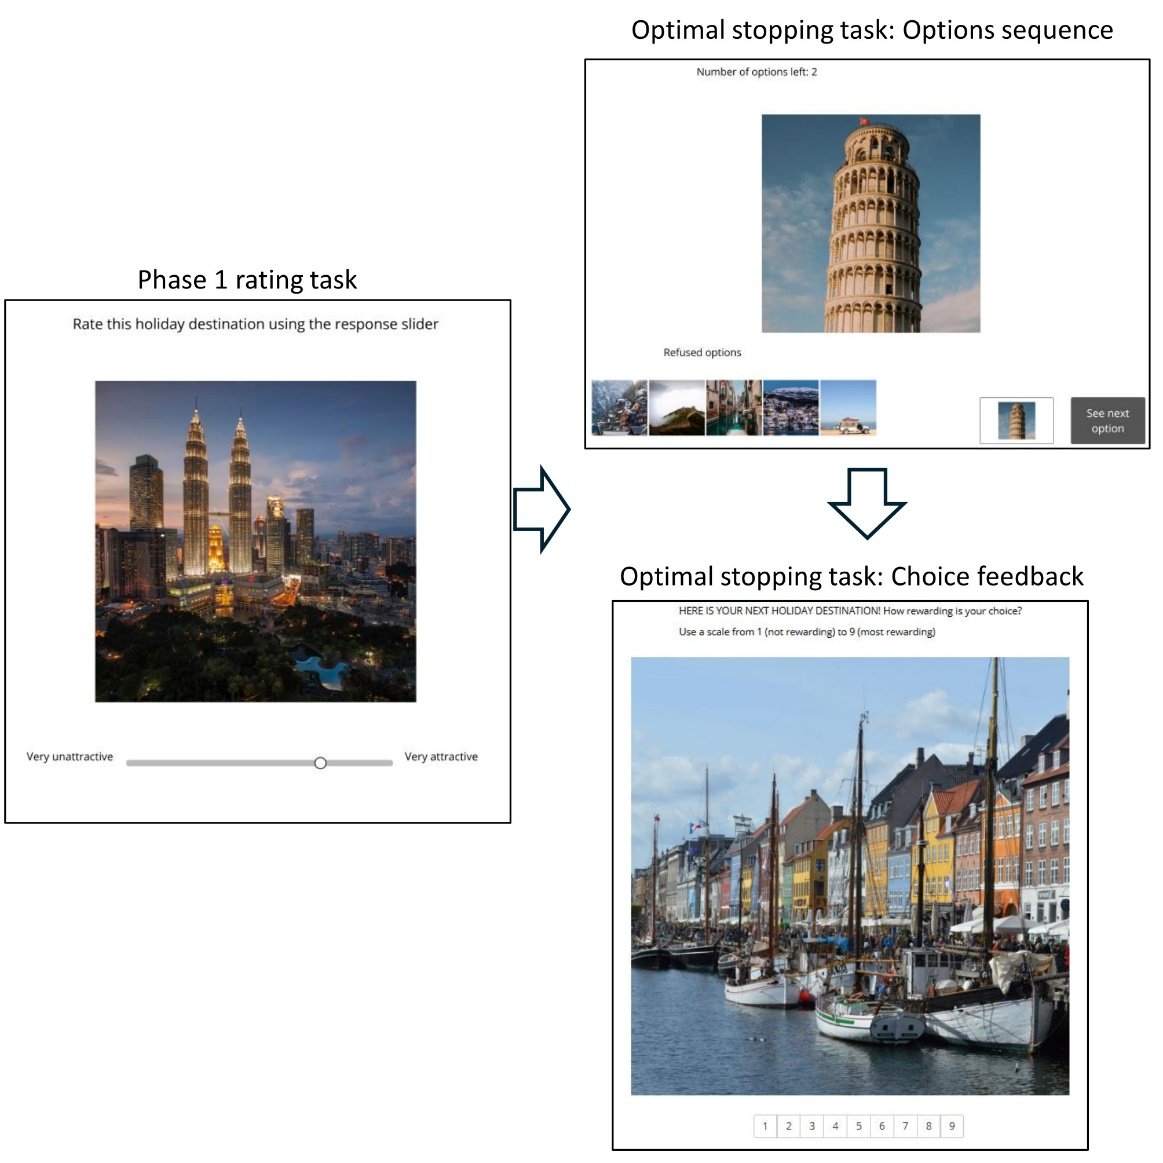 Optimal stopping task: Options sequence
Number of options left: 2
Refused options
See next
option
Phase 1 rating task
Rate this holiday destination using the response slider
Very unattractive
Very attractive
Optimal stopping task: Choice feedback
HERE IS YOUR NEXT HOLIDAY DESTINATION! How rewarding is your choice?
Use a scale from 1 (not rewarding) to 9 (most rewarding)
1 2 3 4 5 6 7 8 9